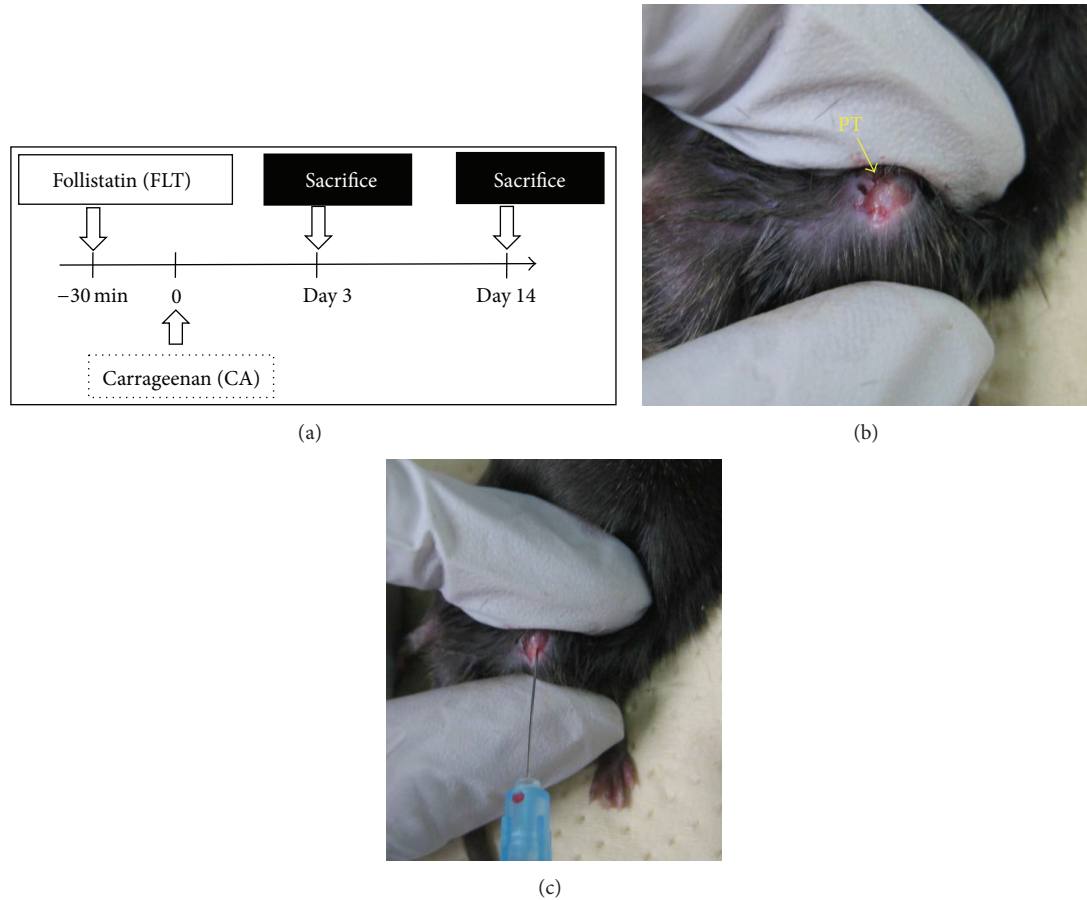 Follistatin (FLT)
Sacrifice
Sacrifice
−30 min
0
Day 3
Day 14
Carrageenan (CA)
(a)
PT
(b)
(c)